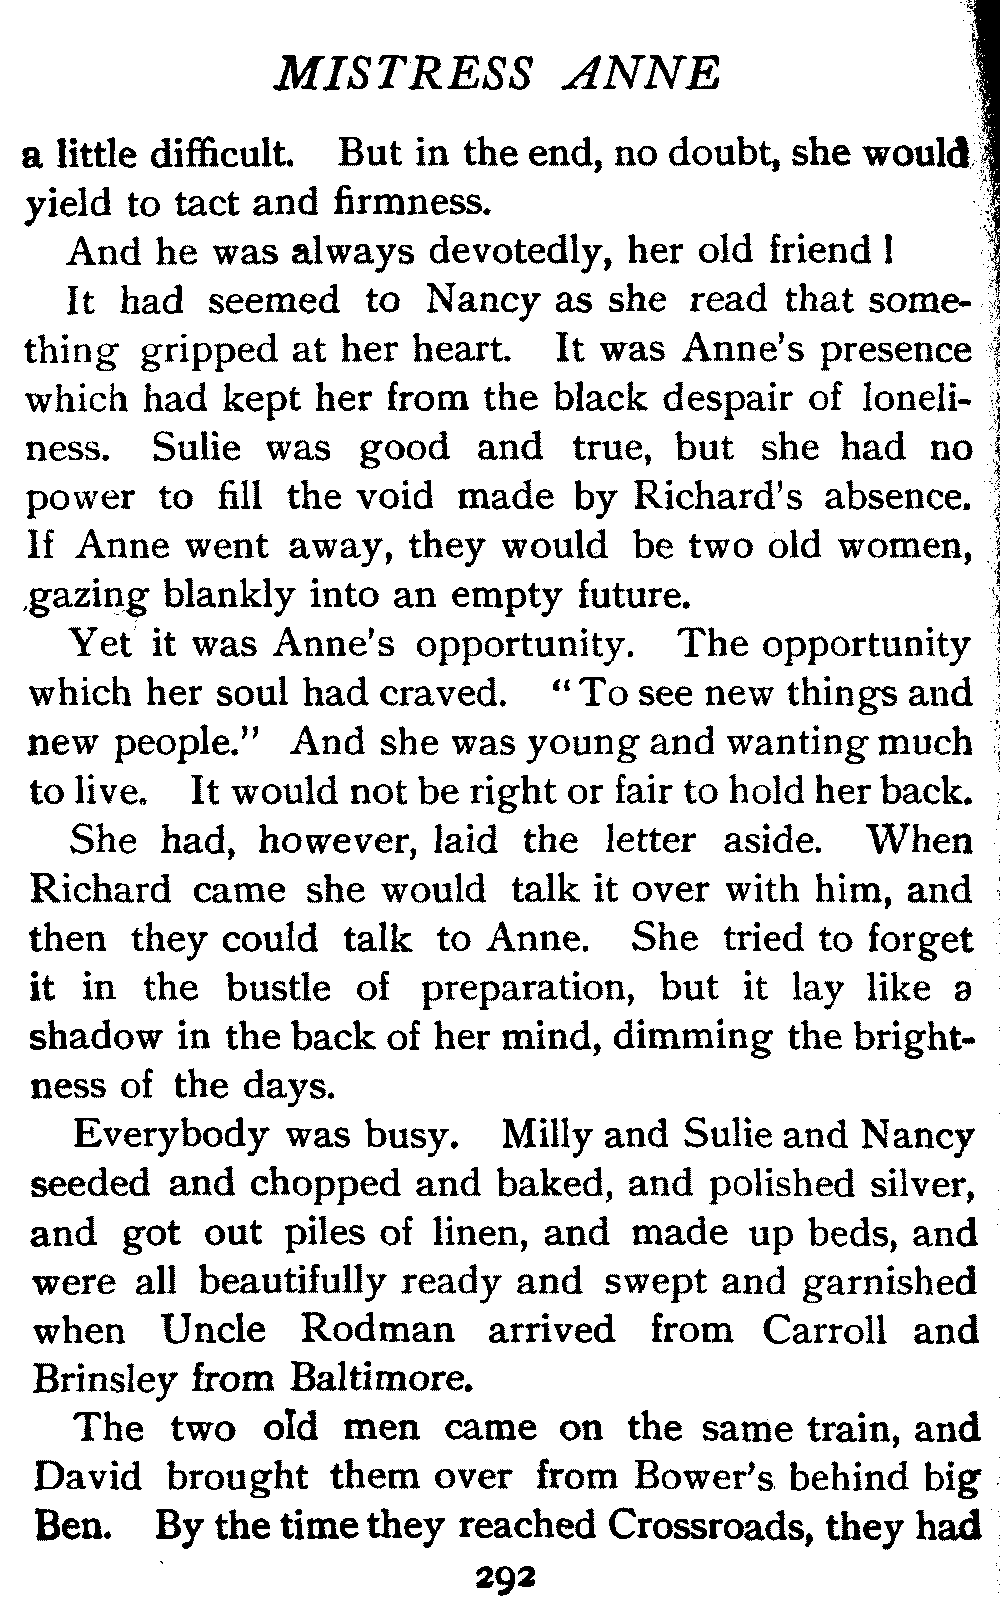 MISTRESS ANNE
a little difficult. But in the end, no doubt, she would
yield to tact and firmness.
And he was always devotedly, her old friend!
It had seemed to Nancy as she read that some-
thing gripped at her heart. It was Anne's presence
which had kept her from the black despair of loneli-
ness. Sulie was good and true, but she had no
power to fill the void made by Richard's absence.
If Anne went away, they would be two old women,
gazing blankly into an empty future.
Yet it was Anne's opportunity. The opportunity
which her soul had craved. "To see new things and
new people." And she was young and wanting much
to live. It would not be right or fair to hold her back.
She had, however, laid the letter aside. When
Richard came she would talk it over with him, and
then they could talk to Anne. She tried to forget
it in the bustle of preparation, but it lay like a
shadow in the back of her mind, dimming the bright-
ness of the days.
Everybody was busy. Milly and Sulie and Nancy
seeded and chopped and baked, and polished silver,
and got out piles of linen, and made up beds, and
were all beautifully ready and swept and garnished
when Uncle Rodman arrived from Carroll and
Brinsley from Baltimore.
The two old men came on the same train, and
David brought them over from Bower's behind big
Ben. By the time they reached Crossroads, they had
292